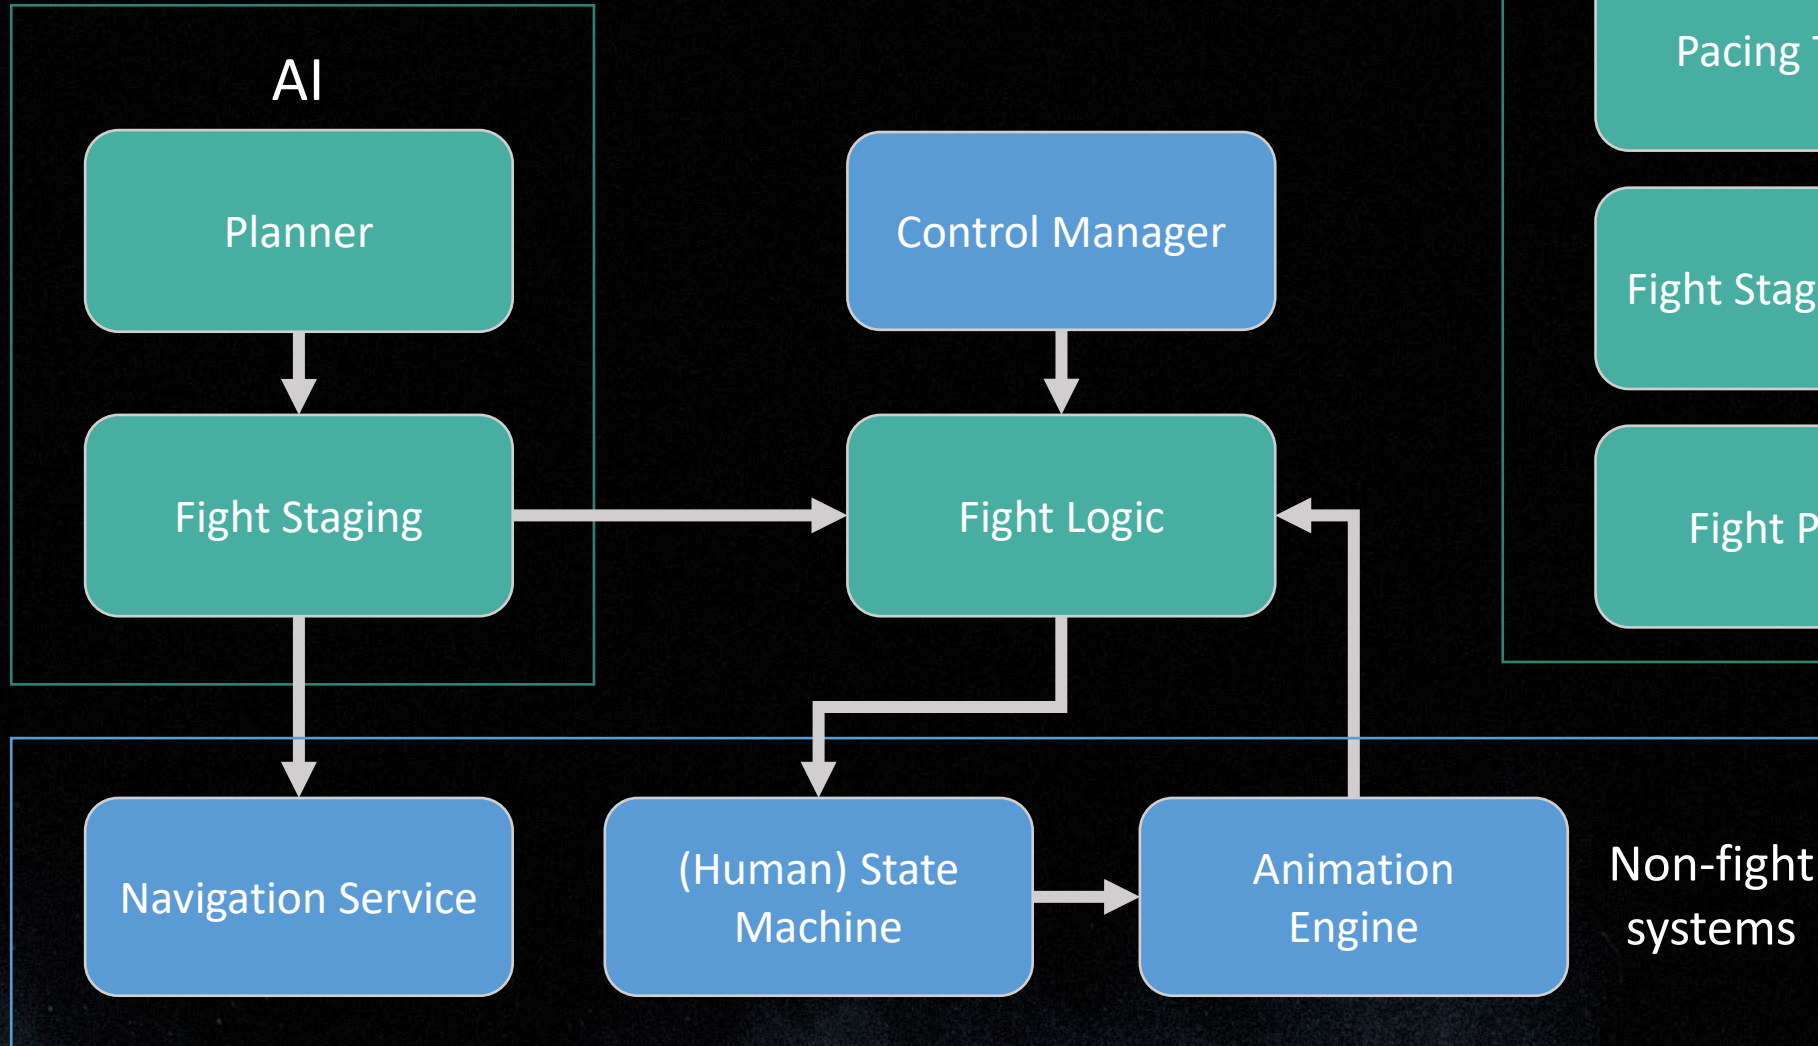 AI
Planner
Fight Staging
Control Manager
Fight Logic
Pacing
Fight
Fight
Navigation Service
(Human) State
Machine
Animation
Engine
Non-fight
systems